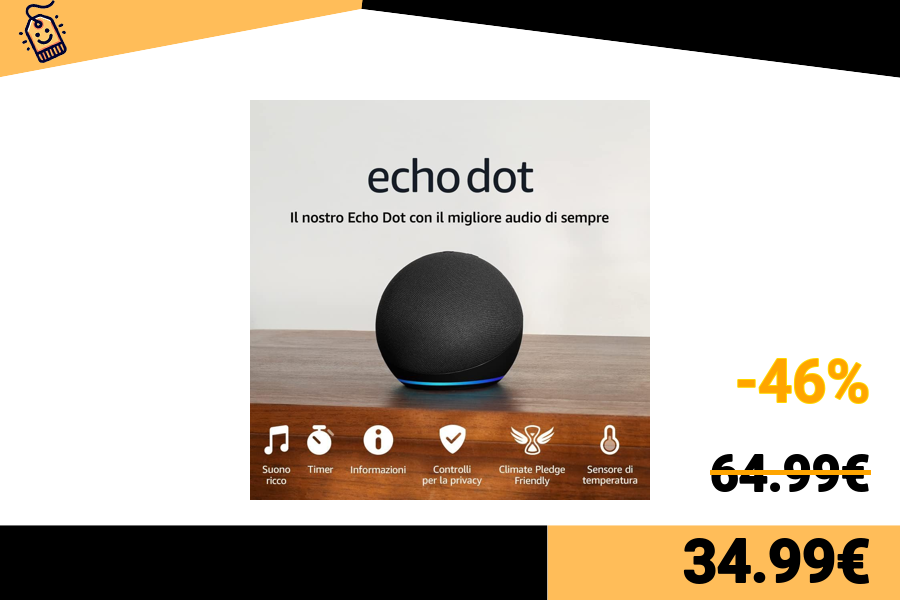 echo dot
Il nostro Echo Dot con il migliore audio di sempre
Suono
ricco
Timer
Informazioni
Controlli
per la privacy
Climate Pledge
Friendly
Sensore di
temperatura
-46%
64.99€
34.99€